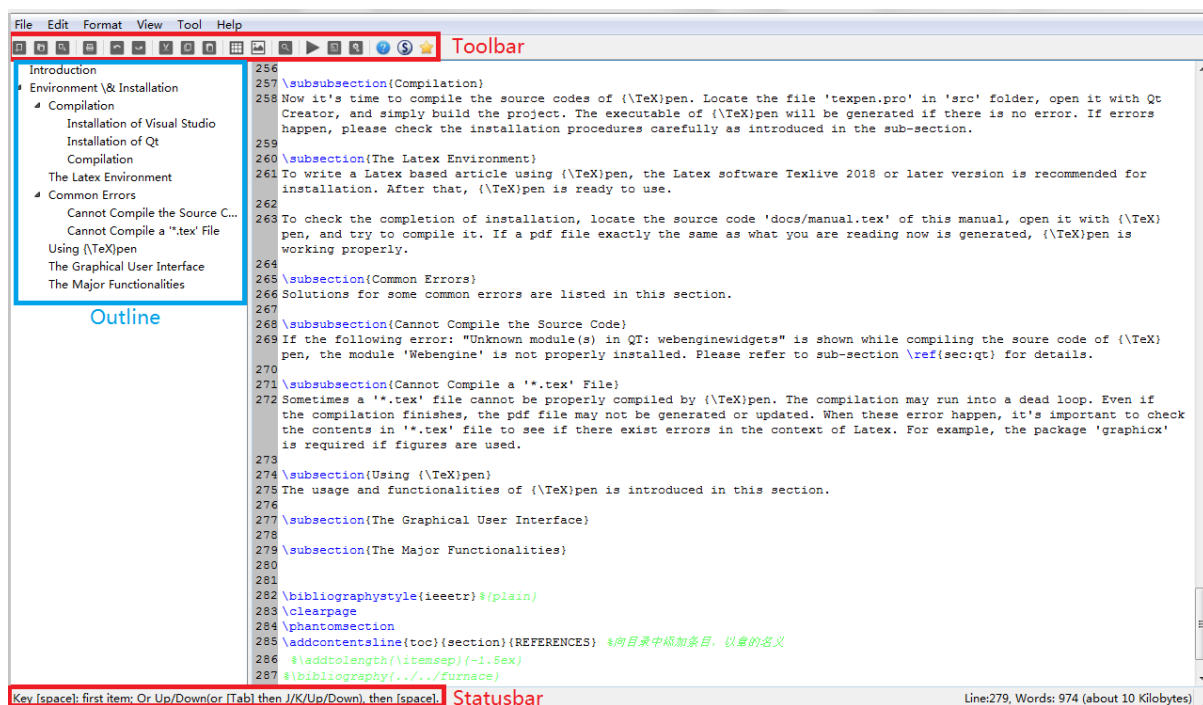 File Edit Format View Tool Help
Toolbar
Introduction
Environment \& Installation
Compilation
Installation of Visual Studio
Installation of Qt
Compilation
The Latex Environment
Common Errors
Cannot Compile the Source C...
Cannot Compile a '*.tex' File
Using {\TeX}pen
The Graphical User Interface
The Major Functionalities
Outline
256
257 \subsubsection{Compilation}
258 Now it's time to compile the source codes of {\TeX}pen. Locate the file 'texpen.pro' in 'src' folder, open it with Qt
Creator, and simply build the project. The executable of {\TeX}pen will be generated if there is no error. If errors
happen, please check the installation procedures carefully as introduced in the sub-section.
259
260 \subsection{The Latex Environment}
261 To write a Latex based article using {\TeX}pen, the Latex software Texlive 2018 or later version is recommended for
installation. After that, {\TeX}pen is ready to use.
262
263 To check the completion of installation, locate the source code 'docs/manual.tex' of this manual, open it with {\TeX}
pen, and try to compile it. If a pdf file exactly the same as what you are reading now is generated, {\TeX}pen is
working properly.
264
265 \subsection{Common Errors}
266 Solutions for some common errors are listed in this section.
267
268 \subsubsection{Cannot Compile the Source Code}
269 If the following error: "Unknown module(s) in QT: webenginewidgets" is shown while compiling the soure code of {\TeX}
pen, the module 'Webengine' is not properly installed. Please refer to sub-section \ref{sec:qt} for details.
270
271 \subsubsection{Cannot Compile a '*.tex' File}
272 Sometimes a '*.tex' file cannot be properly compiled by {\TeX}pen. The compilation may run into a dead loop. Even if
the compilation finishes, the pdf file may not be generated or updated. When these error happen, it's important to check
the contents in '*.tex' file to see if there exist errors in the context of Latex. For example, the package 'graphicx'
is required if figures are used.
273
274 \subsection{Using {\TeX}pen}
275 The usage and functionalities of {\TeX}pen is introduced in this section.
276
277 \subsection{The Graphical User Interface}
278
279 \subsection{The Major Functionalities}
280
281
282 \bibliographystyle{ieeetr}%{plain}
283 \clearpage
284 \phantomsection
285 \addcontentsline{toc}{section}{REFERENCES} %向目录中添加条目，以章的名义
286 %\addtolength{\itemsep}{-1.5ex}
287 %\bibliography{../../furnace}
Key [space]: first item; Or Up/Down(or [Tab] then J/K/Up/Down), then [space].
Statusbar
Line:279, Words: 974 (about 10 Kilobytes)